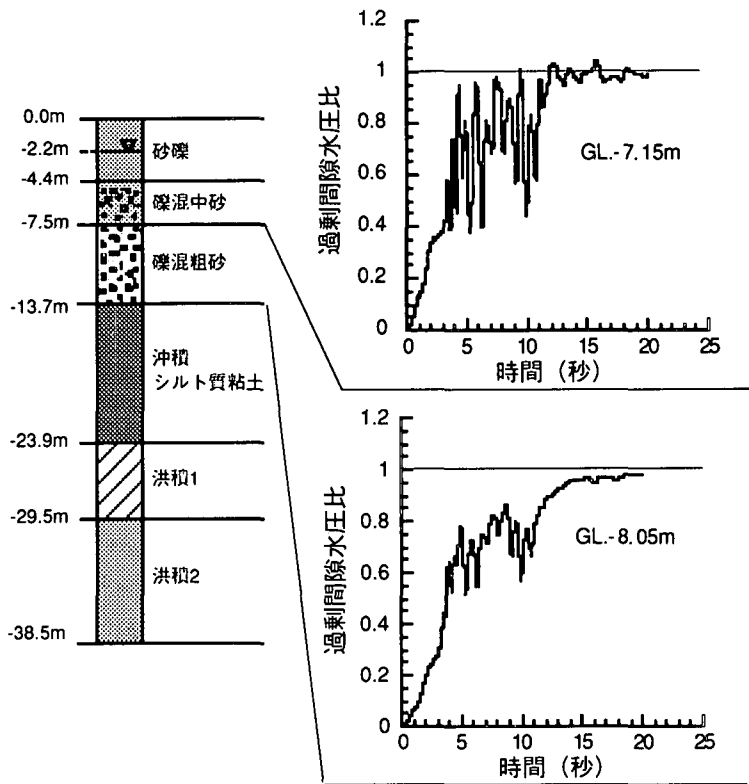 0.0m
-2.2m
-4.4m
-7.5m
-13.7m
-23.9m
-29.5m
-38.5m
砂礫
礫混中砂
礫混粗砂
沖積
シルト質粘土
洪積1
洪積2
過剰間隙水圧比
1.2
1
0.8
0.6
0.4
0.2
0
0 5 10 15 20 25
時間 (秒)
GL.-7.15m
過剰間隙水圧比
1.2
1
0.8
0.6
0.4
0.2
0
0 5 10 15 20 25
時間 (秒)
GL.-8.05m